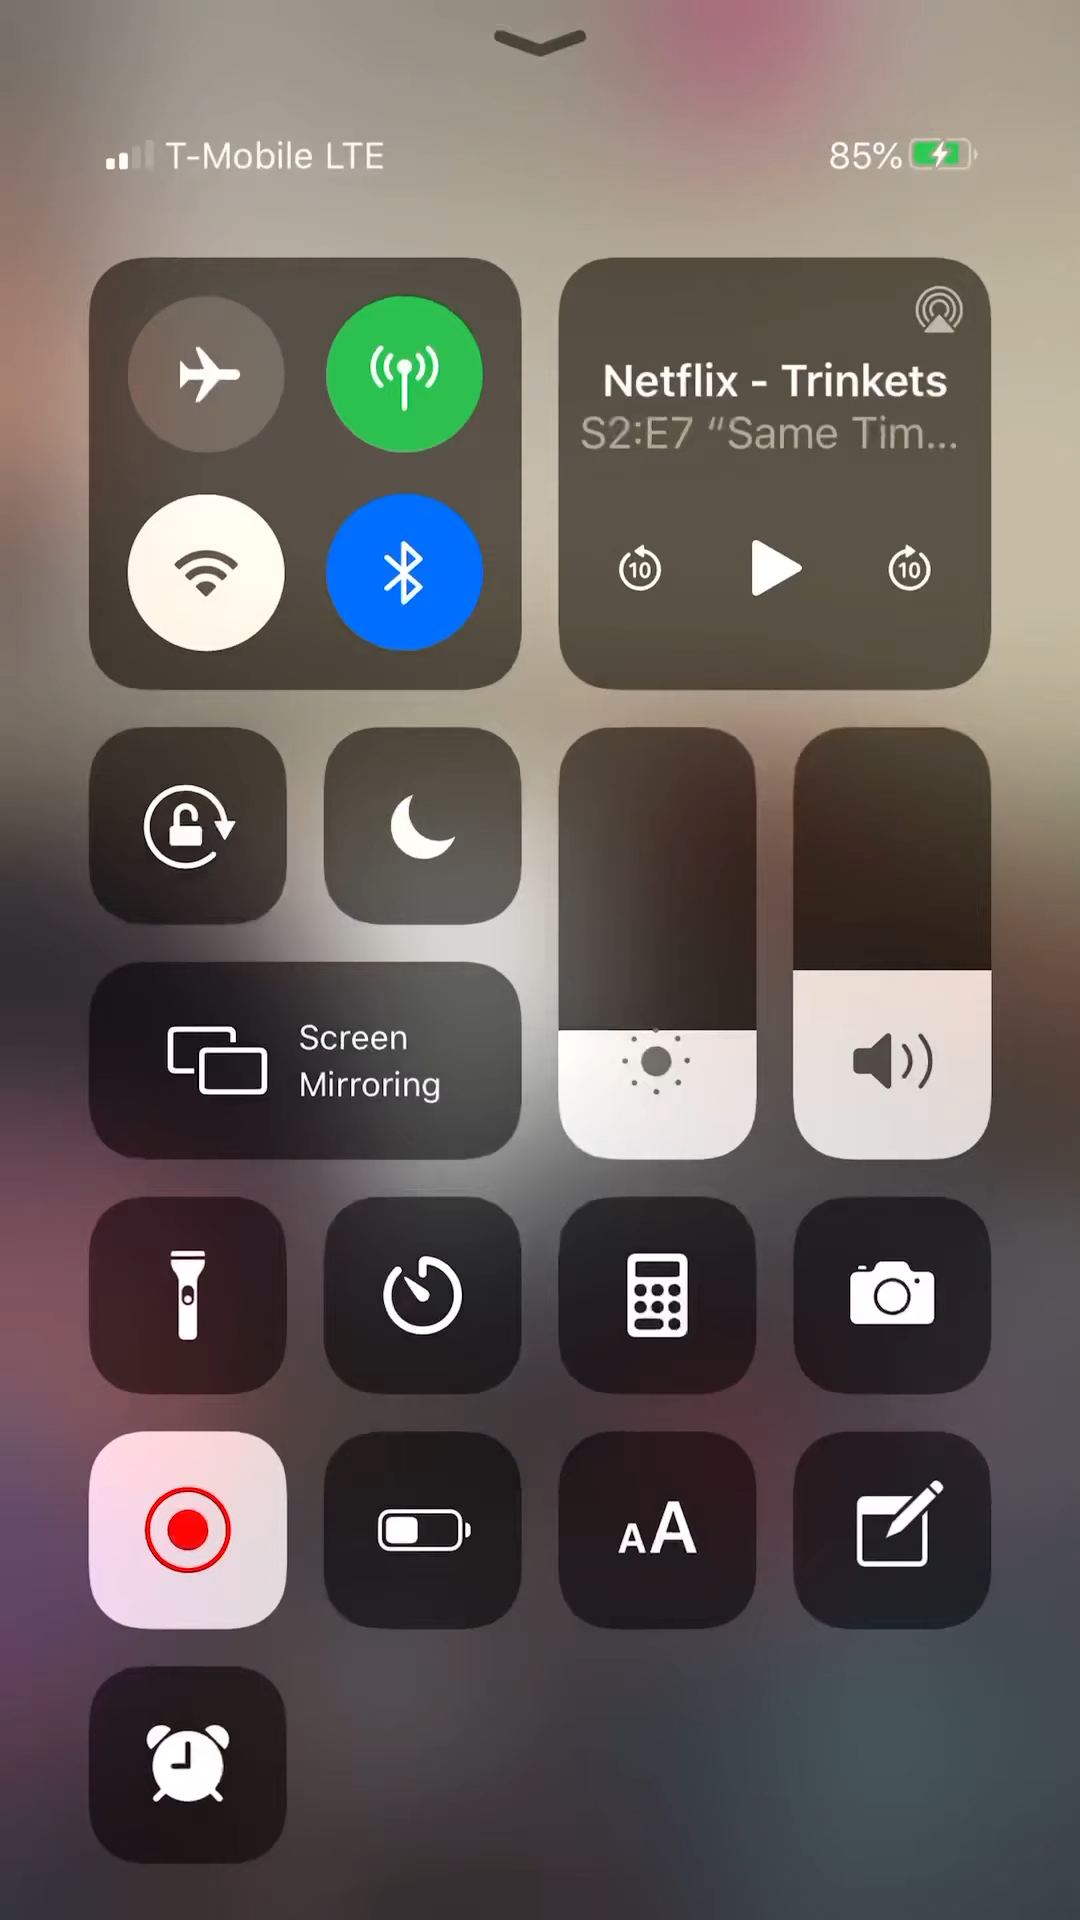 T-Mobile LTE
85%
Netflix - Trinkets
S2:E7 “Same Tim...
10
10
Screen
Mirroring
AA